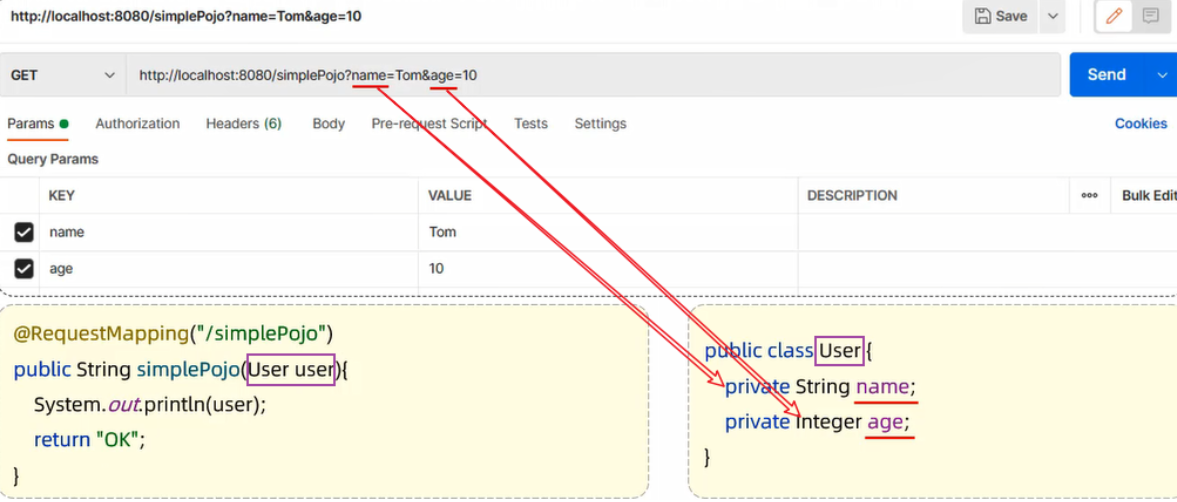 http://localhost:8080/simplePojo?name=Tom&age=10
Save
GET http://localhost:8080/simplePojo?name=Tom&age=10 Send
Params Authorization Headers (6) Body Pre-request Script Tests Settings Cookies
Query Params
KEY VALUE DESCRIPTION ooo Bulk Edit
name Tom
age 10
@RequestMapping("/simplePojo")
public String simplePojo(User user){
System.out.println(user);
return "OK";
}
public class User {
private String name;
private Integer age;
}